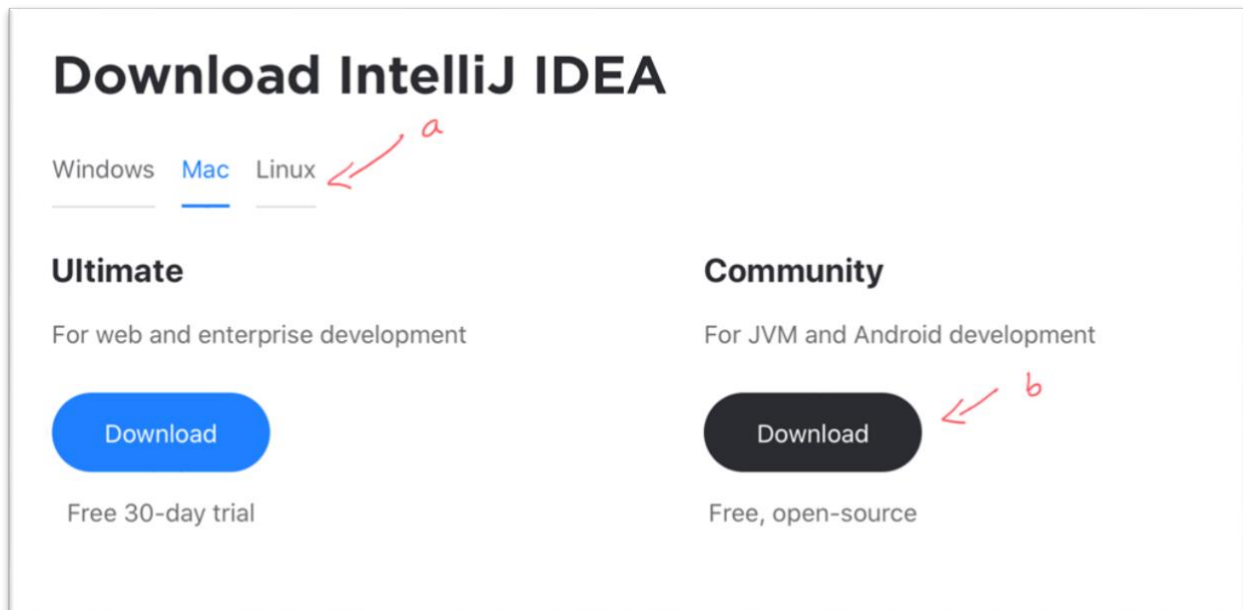 Download IntelliJ IDEA
a
Windows Mac Linux
Ultimate
For web and enterprise development
Download
Free 30-day trial
Community
For JVM and Android development
b
Download
Free, open-source